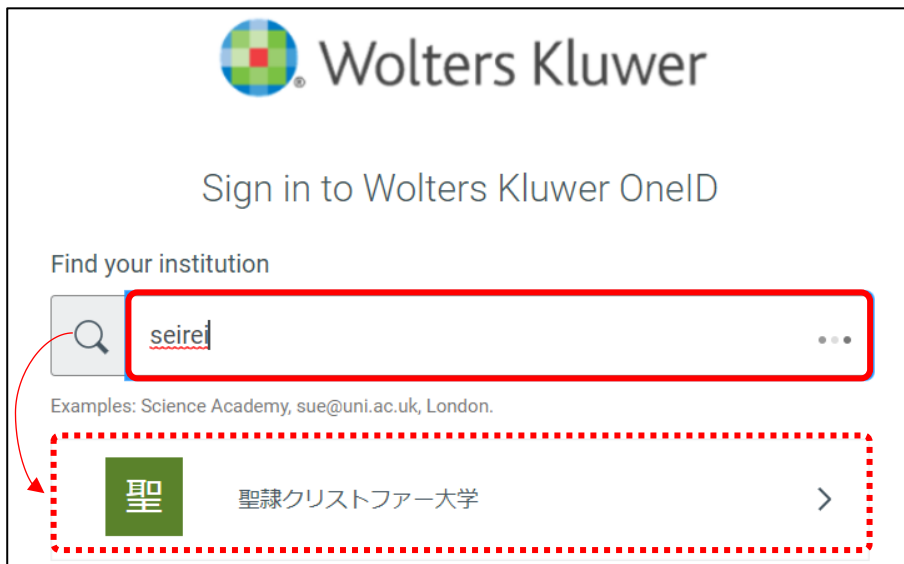 Wolters Kluwer
Sign in to Wolters Kluwer OneID
Find your institution
seirei
Examples: Science Academy, sue@uni.ac.uk, London.
聖
聖隷クリストファー大学